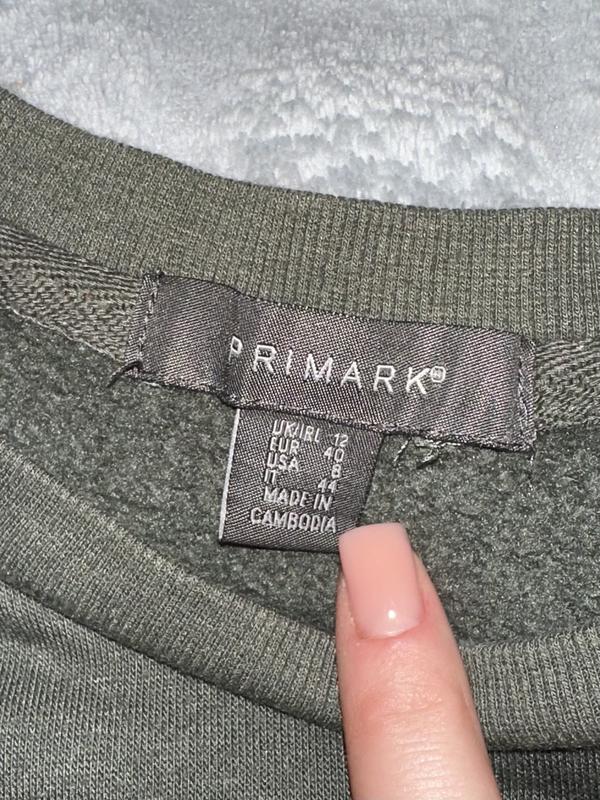 PRIMARK®
UK/IRL 12
EUR 40
USA 8
IT 44
MADE IN
CAMBODIA